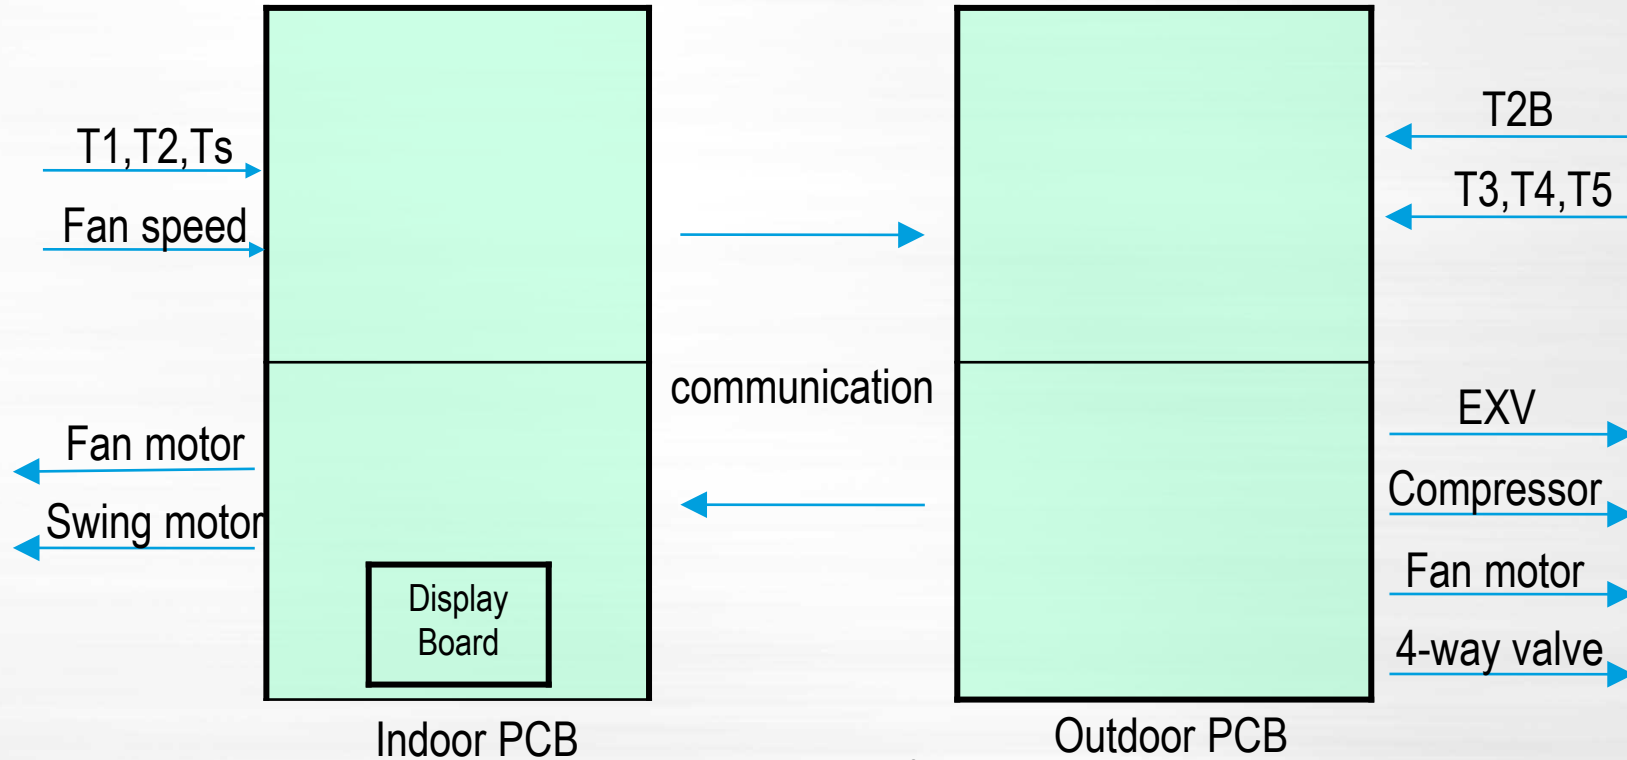 T1,T2,Ts
Fan speed
Fan motor
Swing motor
Display
Board
Indoor PCB
communication
T2B
T3,T4,T5
EXV
Compressor
Fan motor
4-way valve
Outdoor PCB